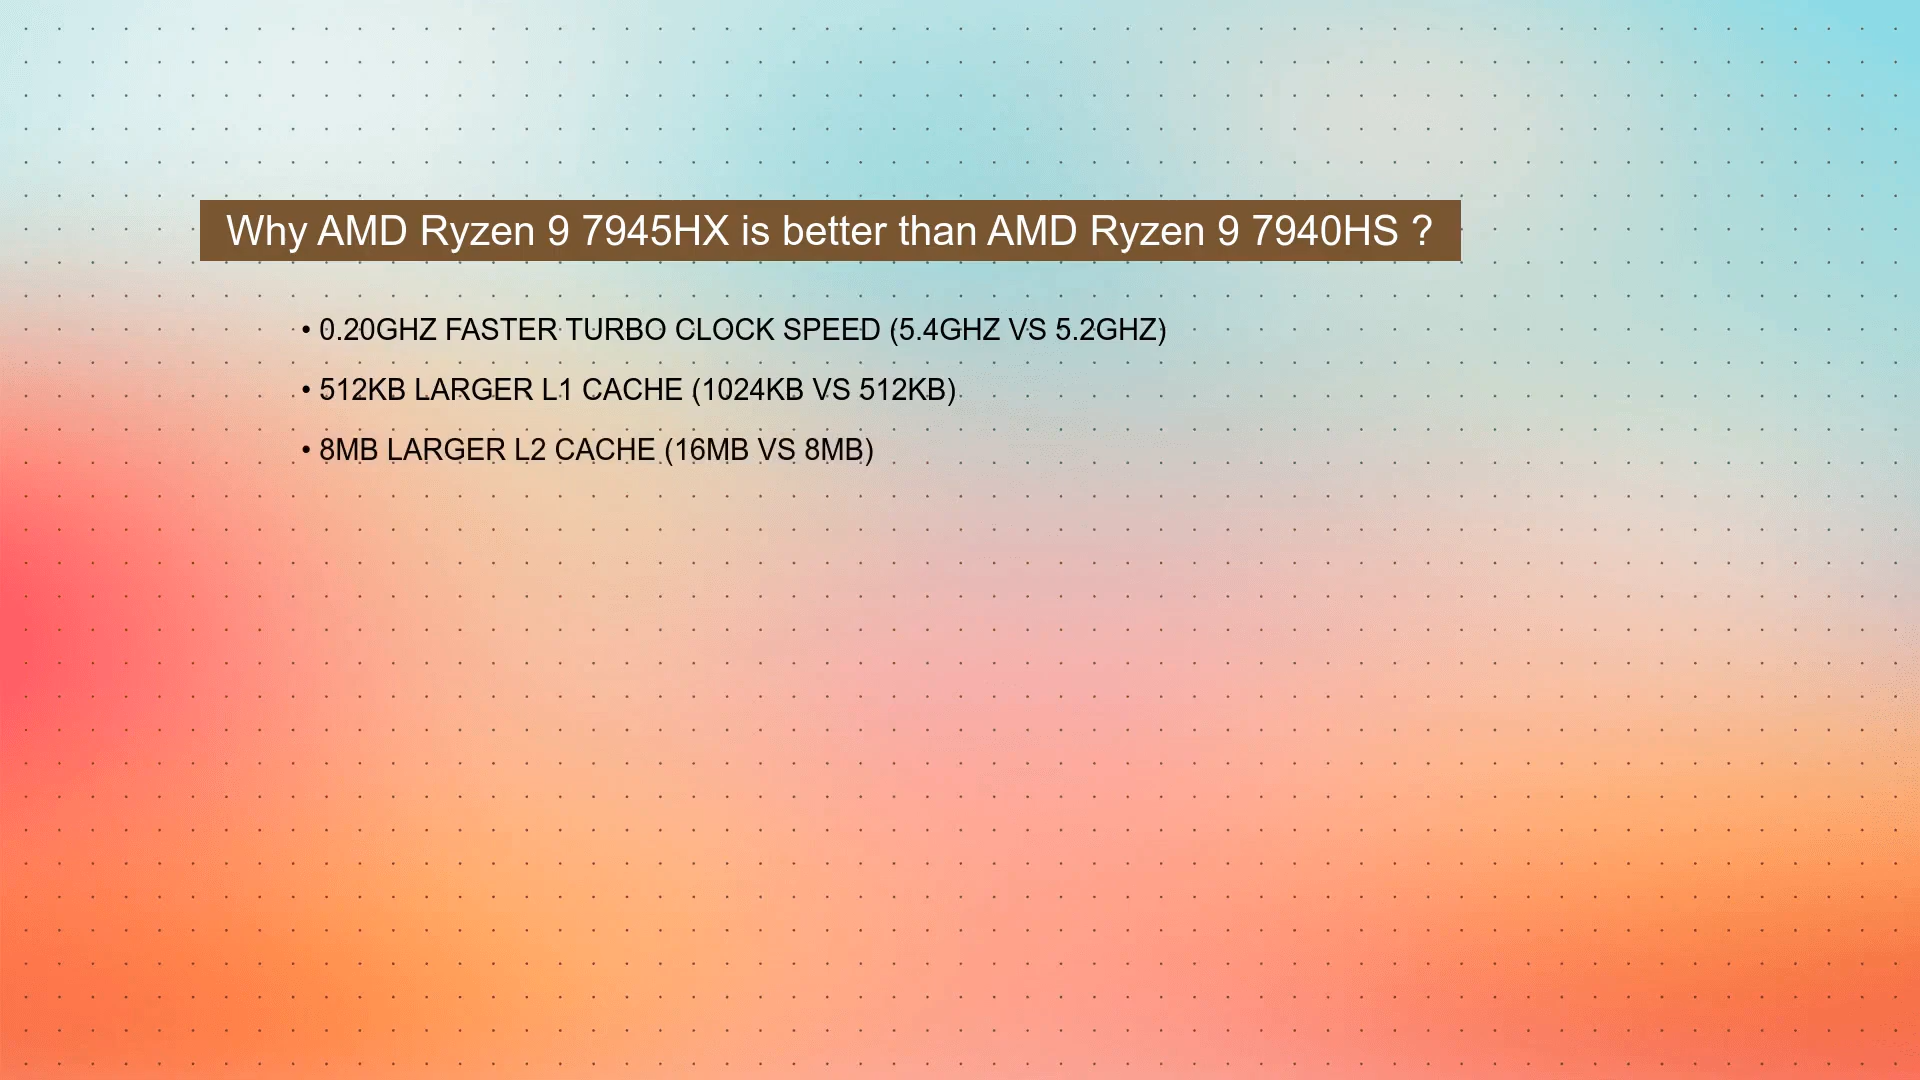 Why AMD Ryzen 9 7945HX is better than AMD Ryzen 9 7940HS ?
• 0.20GHZ FASTER TURBO CLOCK SPEED (5.4GHZ VS 5.2GHZ)
• 512KB LARGER L1 CACHE (1024KB VS 512KB)
• 8MB LARGER L2 CACHE (16MB VS 8MB)